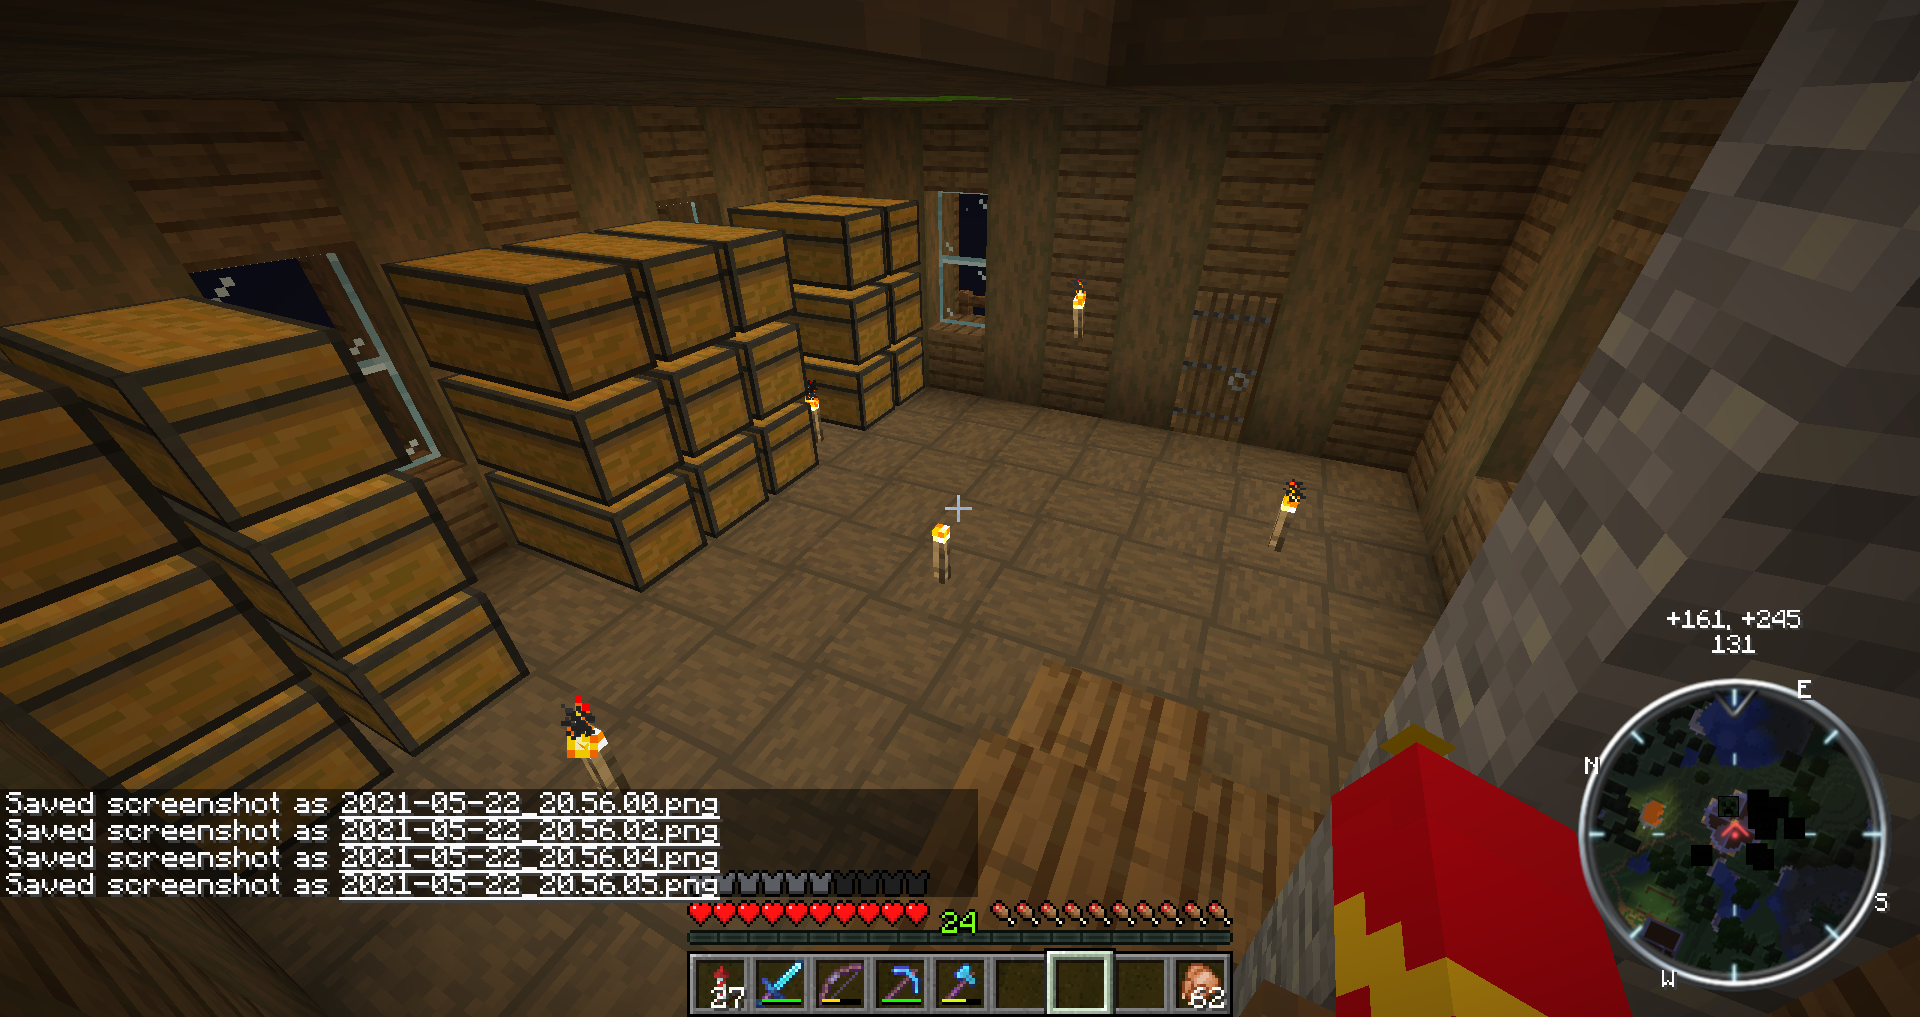 +161, +245
131
E
N
S
W
Saved screenshot as 2021-05-22_20.56.00.png
Saved screenshot as 2021-05-22_20.56.02.png
Saved screenshot as 2021-05-22_20.56.04.png
Saved screenshot as 2021-05-22_20.56.05.png
24
27
62